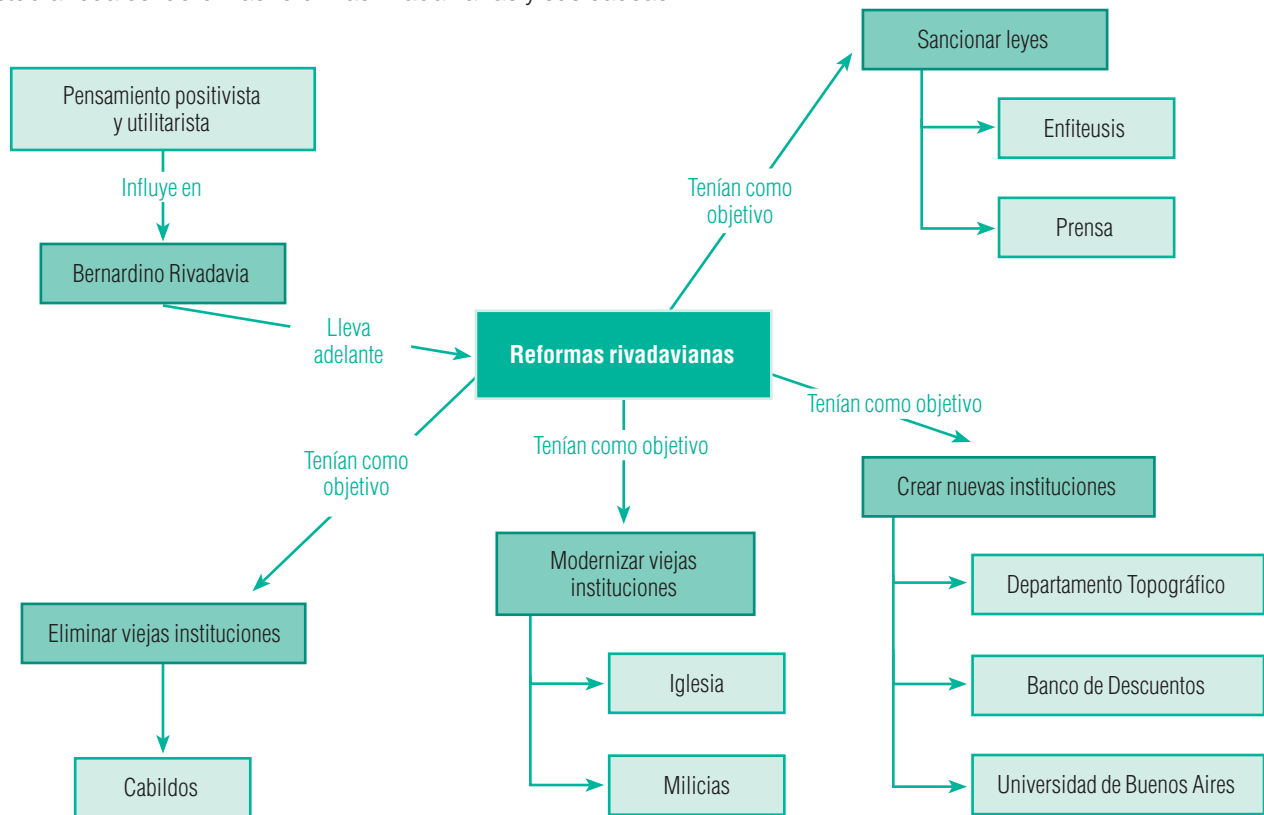 Sancionar leyes
Pensamiento positivista
y utilitarista
Enfiteusis
Influye en
Tenían como
objetivo
Prensa
Bernardino Rivadavia
Lleva
adelante
Reformas rivadavianas
Tenían como objetivo
Tenían como
objetivo
Tenían como objetivo
Crear nuevas instituciones
Modernizar viejas
instituciones
Departamento Topográfico
Eliminar viejas instituciones
Iglesia
Banco de Descuentos
Cabildos
Milicias
Universidad de Buenos Aires